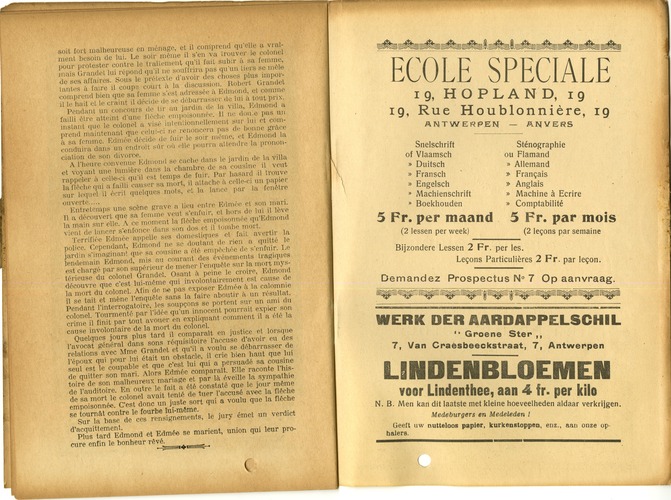 soit fort malheureuse en ménage, et il comprend qu'elle a vrai-
ment besoin de lui. Le soir même il s'en va trouver le colonel
pour protester contre le traitement qu'il fait subir à sa femme,
mais Grandet lui répond qu'il ne souffrira pas qu'un tiers se mêle
de ses affaires. Sous le prétexte d'avoir des choses plus impor-
tantes à faire il coupe court à la discussion. Robert Grandet
comprend bien que sa femme s'est adressée à Edmond, et comme
il le hait et le craint il décide de se débarrasser de lui à tout prix.
Pendant un concours de tir au jardin de la villa, Edmond a
failli être atteint d'une flèche empoisonnée. Il ne doute pas un
instant que le colonel l'a visé intentionnellement sur lui et com-
prend maintenant que celui-ci ne renoncera pas de bonne grâce
à sa femme. Edmée décide de fuir le soir même, et Edmond la
conduira dans un endroit sûr où elle pourra attendre la pronon-
ciation de son divorce.
A l'heure convenue Edmond se cache dans le jardin de la villa
et voyant une lumière dans la chambre de sa cousine il veut
rappeler à celle-ci qu'il est temps de fuir. Par hasard il trouve
la flèche qui a failli causer sa mort, il attache à celle-ci un papier
sur lequel il écrit quelques mots, et la lance par la fenêtre
ouverte....
Entretemps une scène grave a lieu entre Edmée et son mari.
Il a découvert que sa femme veut s'enfuir, et hors de lui il lève
la main sur elle. A ce moment la flèche empoisonnée qu'Edmond
vient de lancer s'enfonce dans son dos et il tombe mort.
Terrifiée Edmée appelle ses domestiques et fait avertir la
police. Cependant, Edmond ne se doutant de rien a quitté le
jardin s'imaginant que sa cousine a été empêchée de s'enfuir. Le
lendemain Edmond, mis au courant des événements tragiques
est chargé par son supérieur de mener l'enquête sur la mort mys-
térieuse du colonel Grandet. Osant à peine le croire, Edmond
découvre que c'est lui-même qui involontairement est cause de
la mort du colonel. Afin de ne pas exposer Edmée à la calomnie
il se tait et mène l'enquête sans la faire aboutir à un résultat.
Pendant l'interrogatoire, les soupçons se portent sur un ami du
colonel. Tourmenté par l'idée qu'un innocent pourrait expier son
crime il finit par tout avouer en expliquant comment il a été la
cause involontaire de la mort du colonel.
Quelques jours plus tard il comparait en justice et lorsque
l'avocat général dans son réquisitoire l'accuse d'avoir eu des
relations avec Mme Grandet et qu'il a voulu se débarrasser de
l'époux qui pour lui était un obstacle, il crie bien haut que lui
seul est le coupable et que c'est lui qui a persuadé sa cousine
de quitter son mari. Alors Edmée comparaît. Elle raconte l'his-
toire de son malheureux mariage et par là éveille la sympathie
de l'auditoire. En outre le fait a été constaté que le jour même
de sa mort le colonel avait tenté de tuer l'accusé avec la flèche
empoisonnée. C'est donc un juste sort qui a voulu que la flèche
se tournât contre le fourbe lui-même.
Sur la base de ces renseignements, le jury émet un verdict
d'acquittement.
Plus tard Edmond et Edmée se marient, union qui leur pro-
cure enfin le bonheur rêvé.
ECOLE SPECIALE
19, HOPLAND, 19
19, Rue Houblonnière, 19
ANTWERPEN — ANVERS
Snelschrift Sténographie
of Vlaamsch ou Flamand
» Duitsch » Allemand
» Fransch » Français
» Engelsch » Anglais
» Machienschrift » Machine à Ecrire
» Boekhouden » Comptabilité
5 Fr. per maand 5 Fr. par mois
(2 lessen per week) (2 leçons par semaine
Bijzondere Lessen 2 Fr. per les.
Leçons Particulières 2 Fr. par leçon.
Demandez Prospectus No 7 Op aanvraag.
WERK DER AARDAPPELSCHIL
" Groene Ster „
7, Van Craesbeeckstraat, 7, Antwerpen
LINDENBLOEMEN
voor Lindenthee, aan 4 fr. per kilo
N. B. Men kan dit laatste met kleine hoeveelheden aldaar verkrijgen.
Medeburgers en Medeleden !
Geeft uw nutteloos papier, kurkenstoppen, enz., aan onze op-
halers.